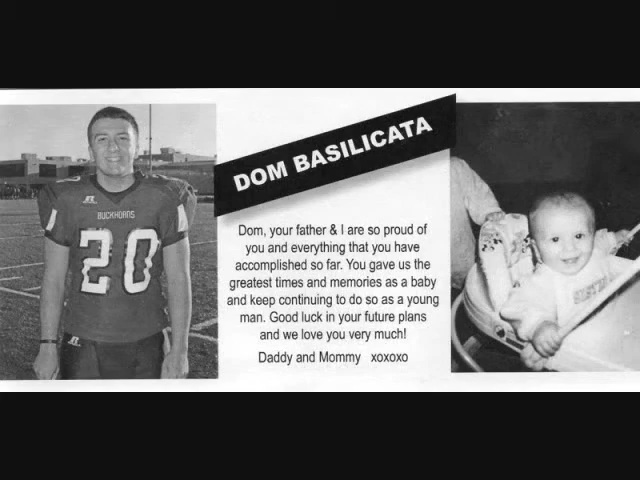 DOM BASILICATA
BUCKHORNS
20
Dom, your father & I are so proud of
you and everything that you have
accomplished so far. You gave us the
greatest times and memories as a baby
and keep continuing to do so as a young
man. Good luck in your future plans
and we love you very much!
Daddy and Mommy xoxoxo